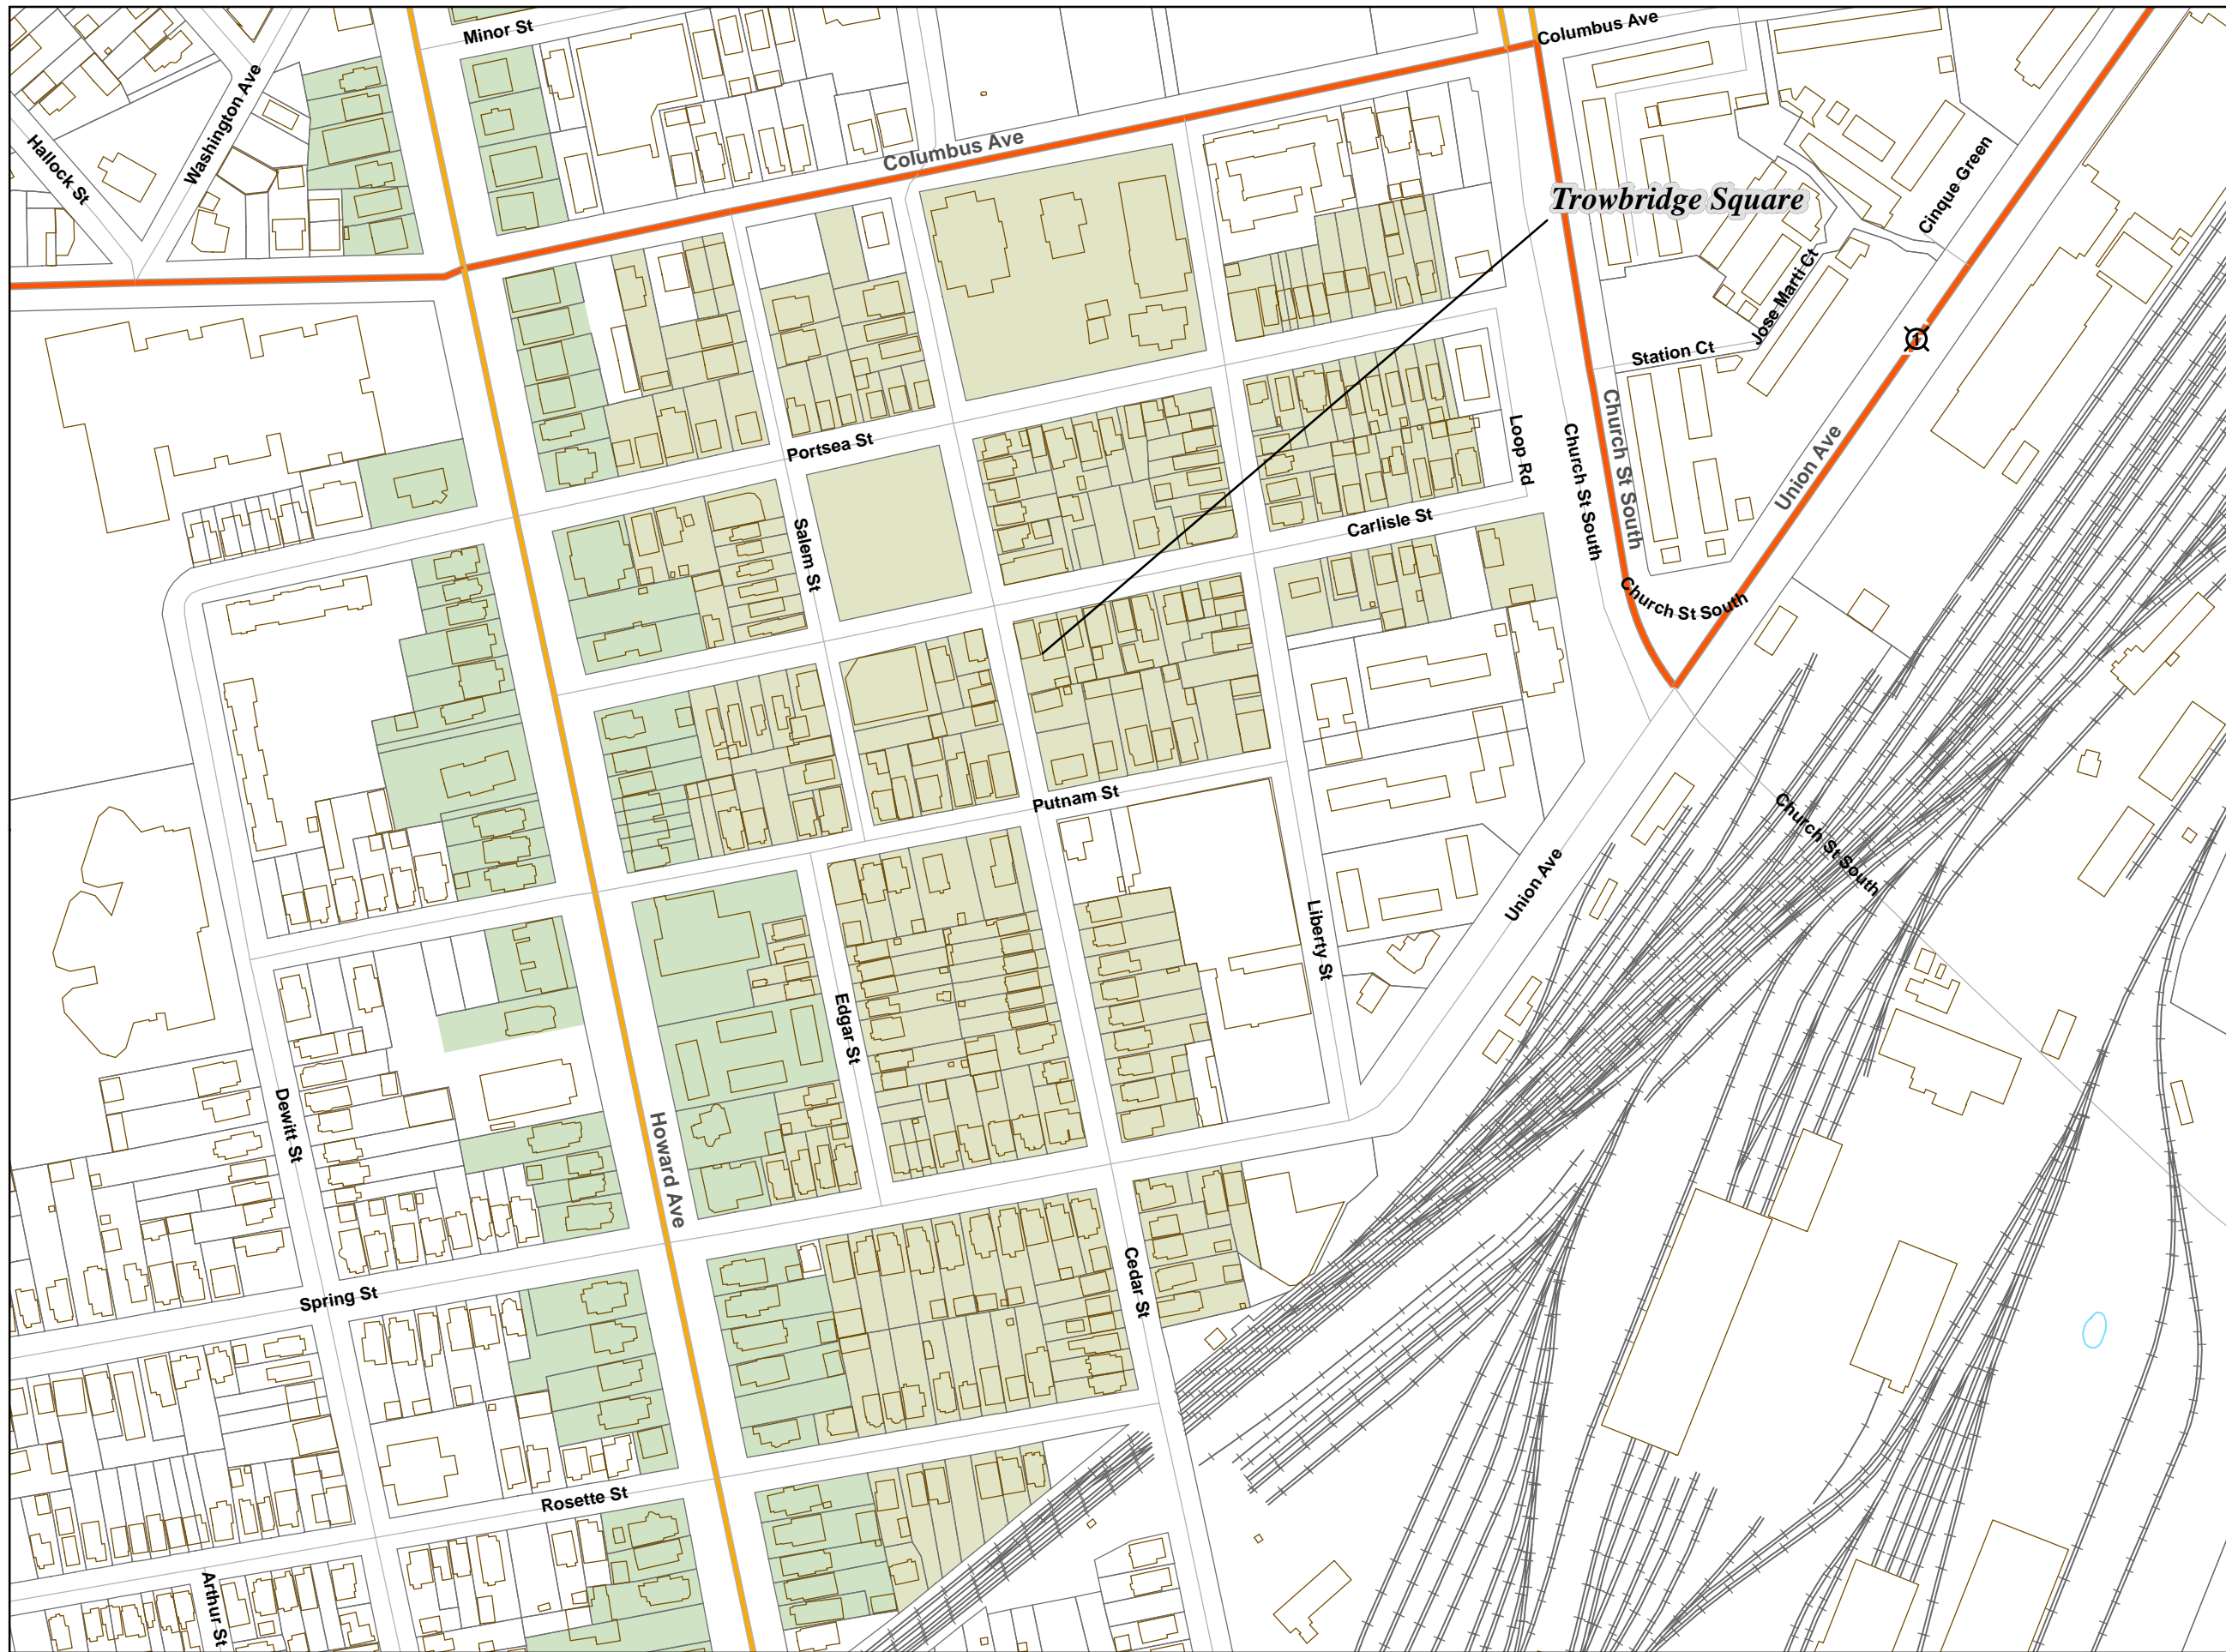 Minor St
Columbus Ave
Washington Ave
Hallock St
Columbus Ave
Cinque Green
Trowbridge Square
Jose Marti Ct
1
Station Ct
Portsea St
Loop Rd
Church St South
Church St South
Union Ave
Salem St
Carlisle St
Church St South
Putnam St
Church St South
Union Ave
Liberty St
Edgar St
Dewitt St
Howard Ave
Cedar St
Spring St
Rosette St
Arthur St